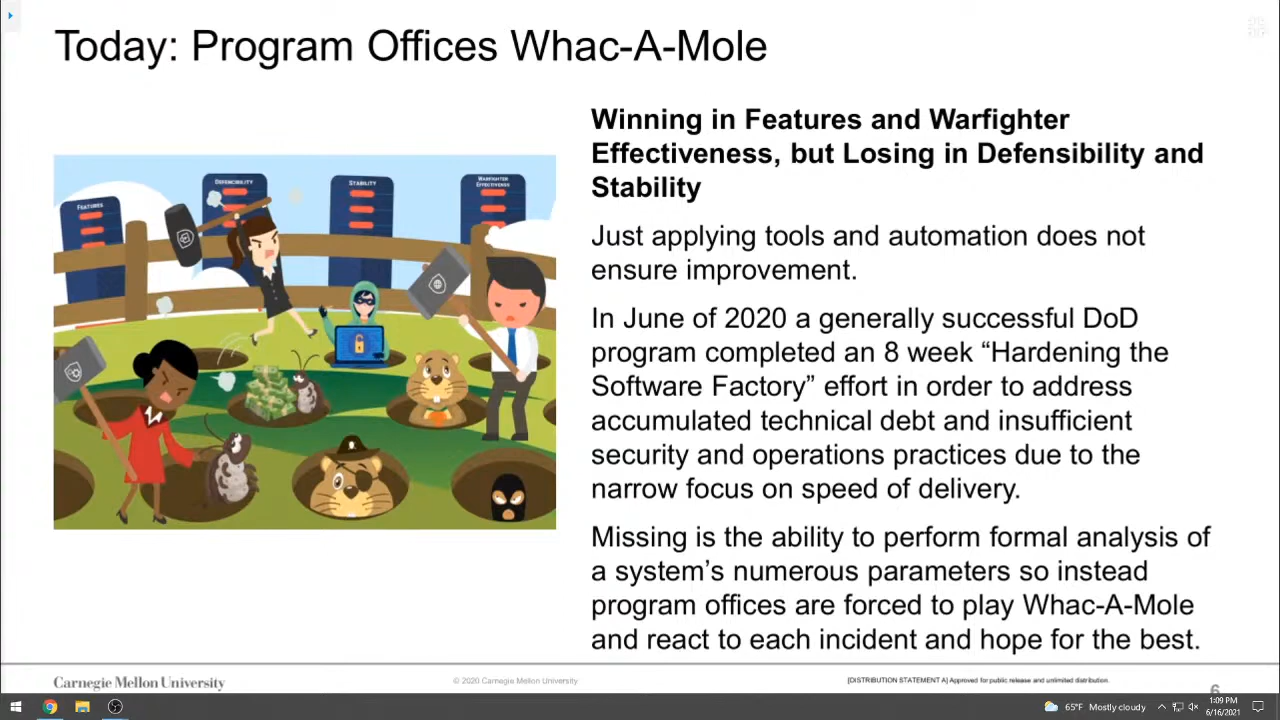 Today: Program Offices Whac-A-Mole
Winning in Features and Warfighter
Effectiveness, but Losing in Defensibility and
Stability
Just applying tools and automation does not
ensure improvement.
In June of 2020 a generally successful DoD
program completed an 8 week “Hardening the
Software Factory” effort in order to address
accumulated technical debt and insufficient
security and operations practices due to the
narrow focus on speed of delivery.
Missing is the ability to perform formal analysis of
a system’s numerous parameters so instead
program offices are forced to play Whac-A-Mole
and react to each incident and hope for the best.
FEATURES
DEFENCIBILITY
STABILITY
WARFIGHTER
EFFECTIVENESS
Carnegie Mellon University
© 2020 Carnegie Mellon University
[DISTRIBUTION STATEMENT A] Approved for public release and unlimited distribution.
6
65°F Mostly cloudy
1:09 PM
6/16/2021